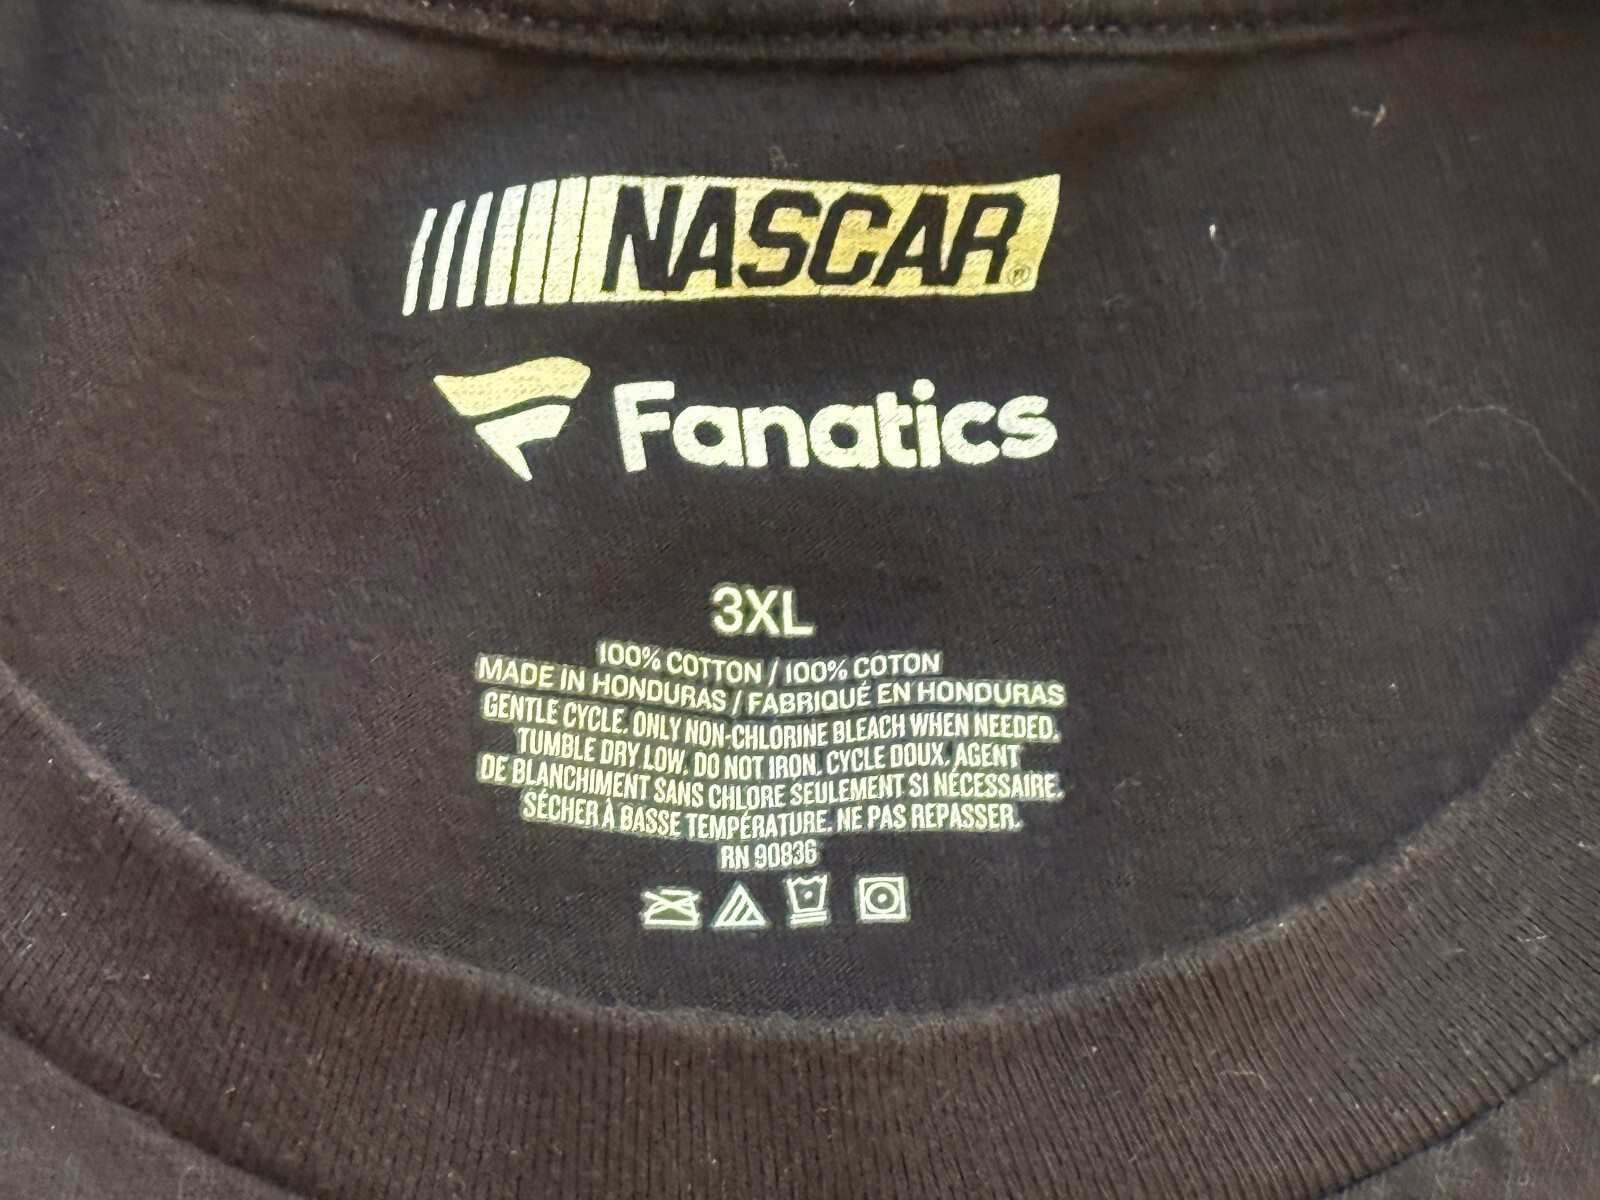 NASCAR®
Fanatics
3XL
100% COTTON / 100% COTON
MADE IN HONDURAS / FABRIQUÉ EN HONDURAS
GENTLE CYCLE. ONLY NON-CHLORINE BLEACH WHEN NEEDED.
TUMBLE DRY LOW. DO NOT IRON. CYCLE DOUX. AGENT
DE BLANCHIMENT SANS CHLORE SEULEMENT SI NÉCESSAIRE.
SÉCHER À BASSE TEMPÉRATURE. NE PAS REPASSER.
RN 90836